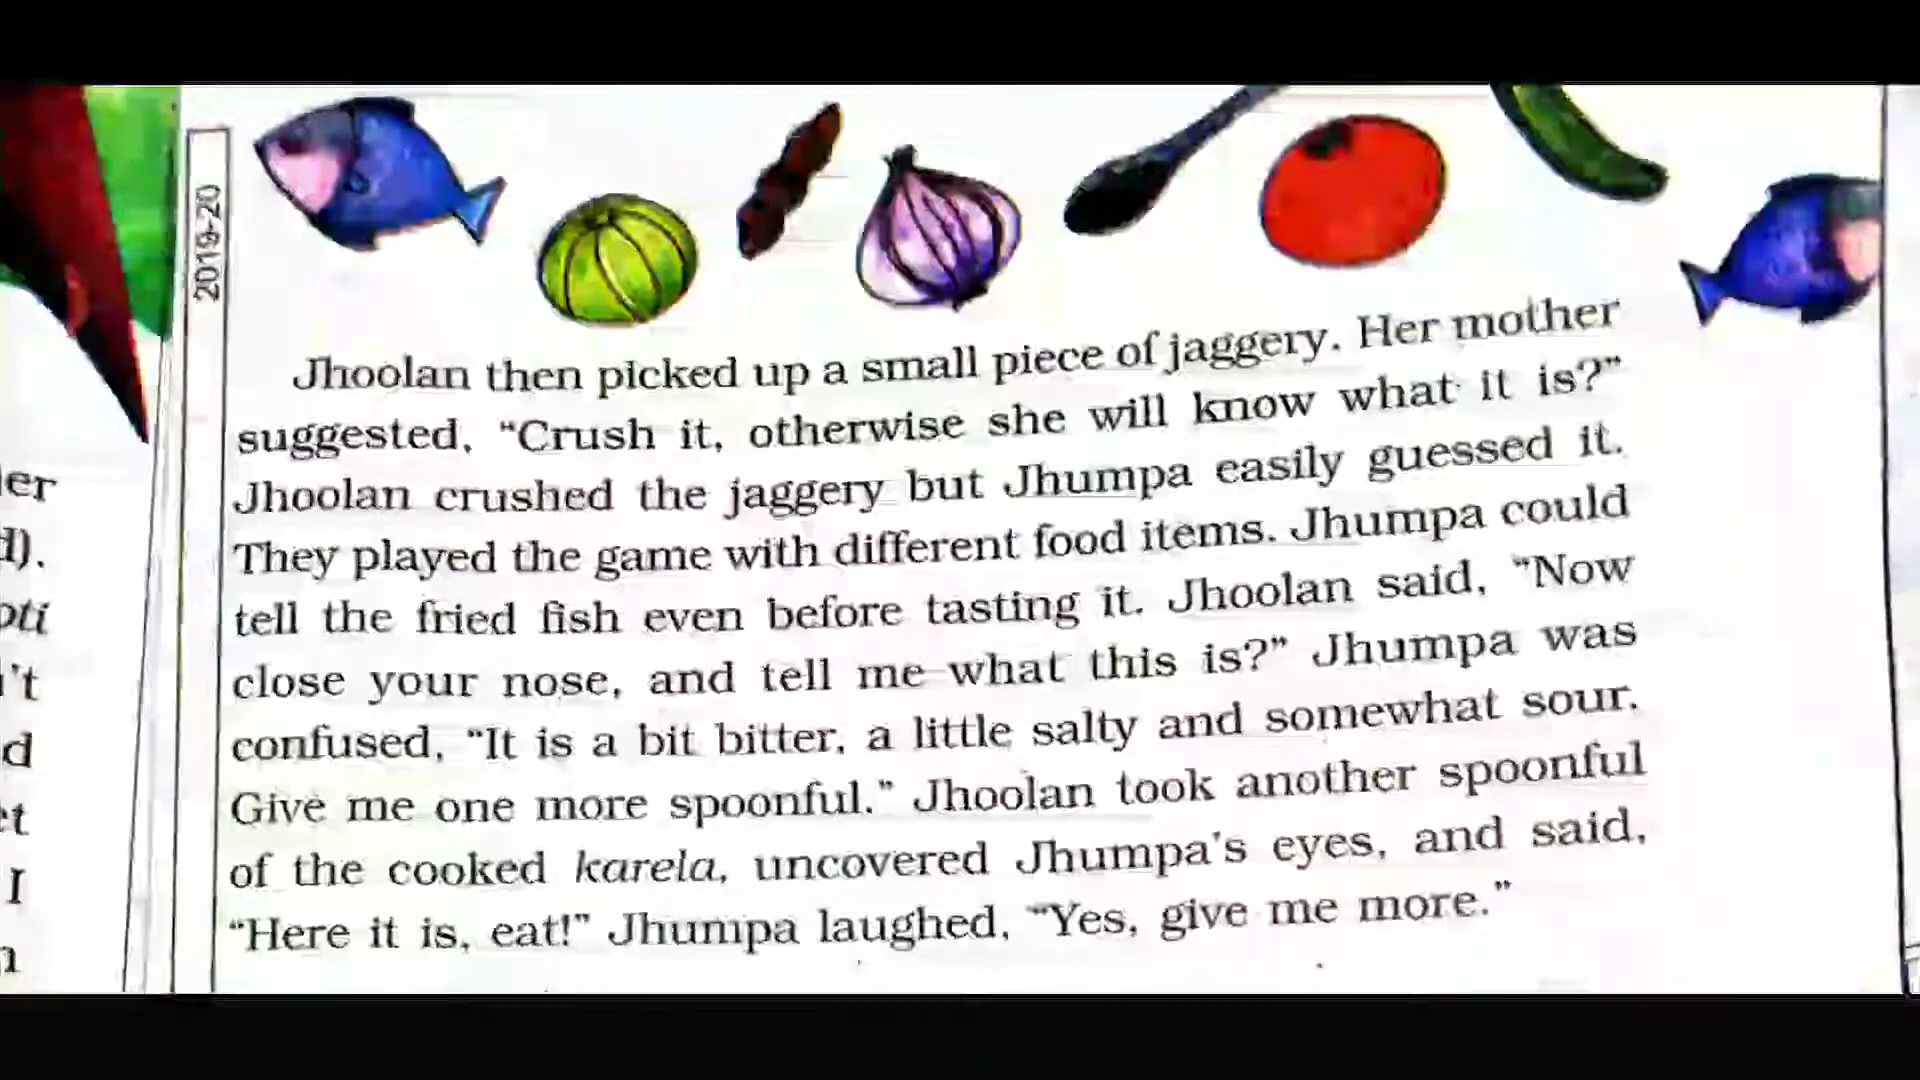 2019-20
Jhoolan then picked up a small piece of jaggery. Her mother
suggested, “Crush it, otherwise she will know what it is?”
Jhoolan crushed the jaggery but Jhumpa easily guessed it.
They played the game with different food items. Jhumpa could
tell the fried fish even before tasting it. Jhoolan said, “Now
close your nose, and tell me what this is?” Jhumpa was
confused, “It is a bit bitter, a little salty and somewhat sour.
Give me one more spoonful.” Jhoolan took another spoonful
of the cooked karela, uncovered Jhumpa's eyes, and said,
“Here it is, eat!” Jhumpa laughed, “Yes, give me more.”